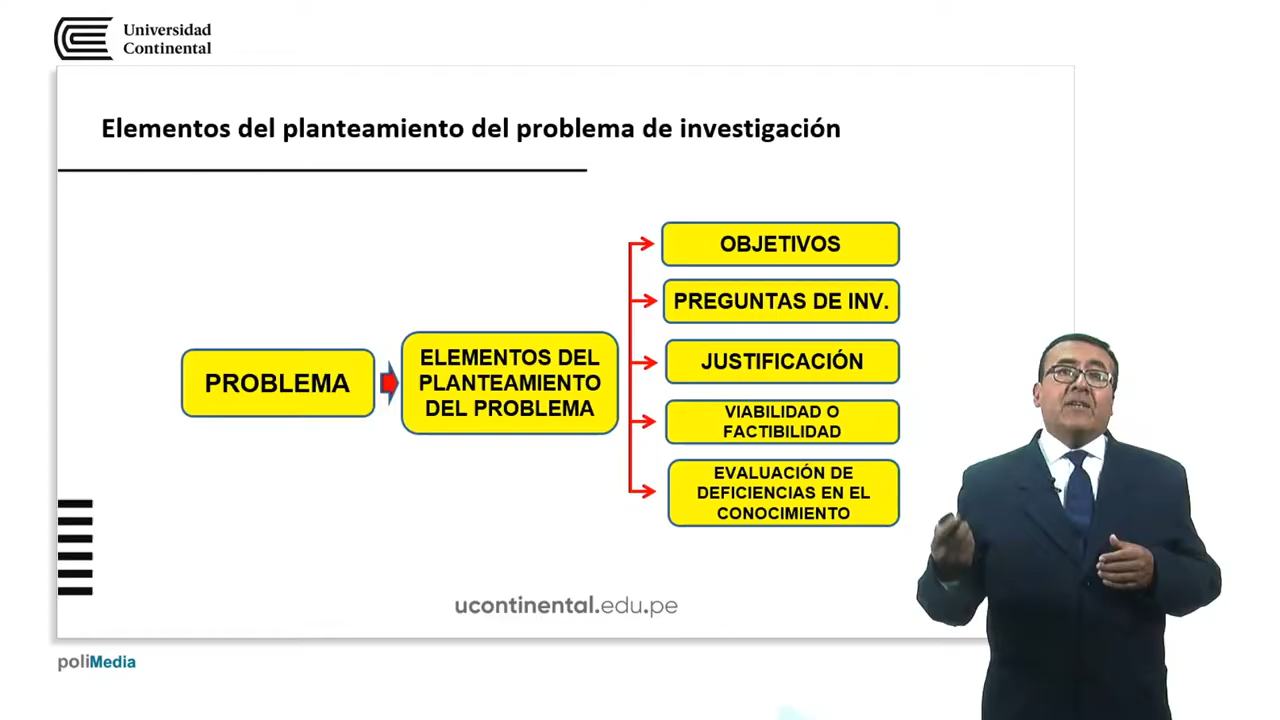 Universidad
Continental
Elementos del planteamiento del problema de investigación
PROBLEMA
ELEMENTOS DEL
PLANTEAMIENTO
DEL PROBLEMA
OBJETIVOS
PREGUNTAS DE INV.
JUSTIFICACIÓN
VIABILIDAD O
FACTIBILIDAD
EVALUACIÓN DE
DEFICIENCIAS EN EL
CONOCIMIENTO
ucontinental.edu.pe
poliMedia